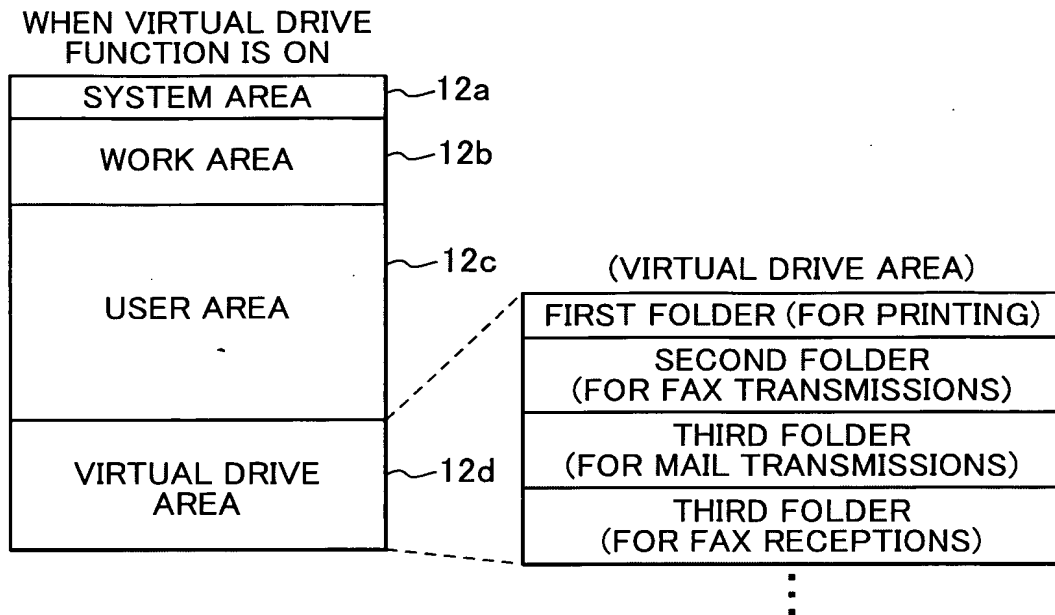 WHEN VIRTUAL DRIVE
FUNCTION IS ON
SYSTEM AREA
12a
WORK AREA
12b
USER AREA
12c
VIRTUAL DRIVE
AREA
12d
(VIRTUAL DRIVE AREA)
FIRST FOLDER (FOR PRINTING)
SECOND FOLDER
(FOR FAX TRANSMISSIONS)
THIRD FOLDER
(FOR MAIL TRANSMISSIONS)
THIRD FOLDER
(FOR FAX RECEPTIONS)